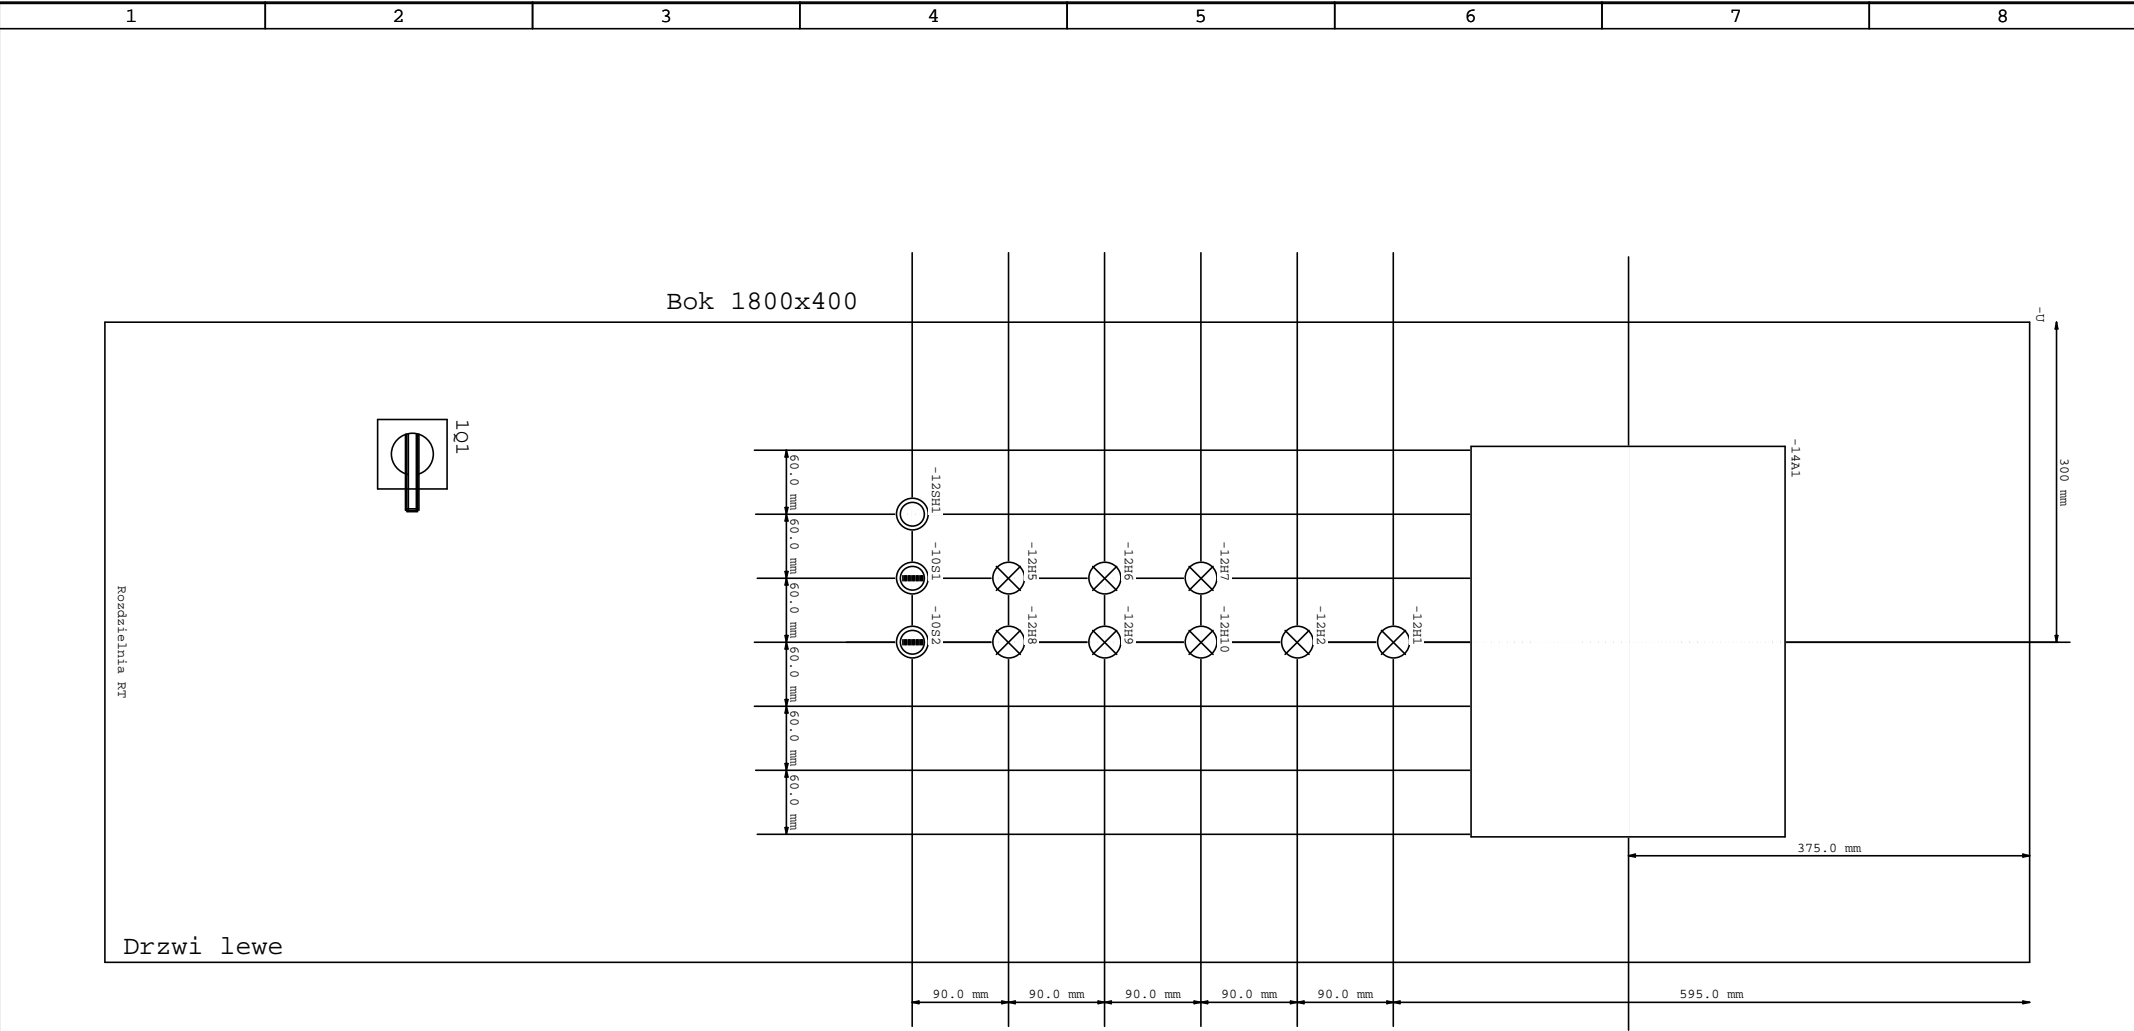 1 2 3 4 5 6 7 8
Bok 1800x400
-U
1Q1
300 mm
-14A1
60.0 mm
60.0 mm
60.0 mm
60.0 mm
60.0 mm
60.0 mm
-12SH1
-10S1
-12H5
-12H6
-12H7
-10S2
-12H8
-12H9
-12H10
-12H2
-12H1
Rozdzielnia RT
375.0 mm
Drzwi lewe
90.0 mm
90.0 mm
90.0 mm
90.0 mm
90.0 mm
595.0 mm